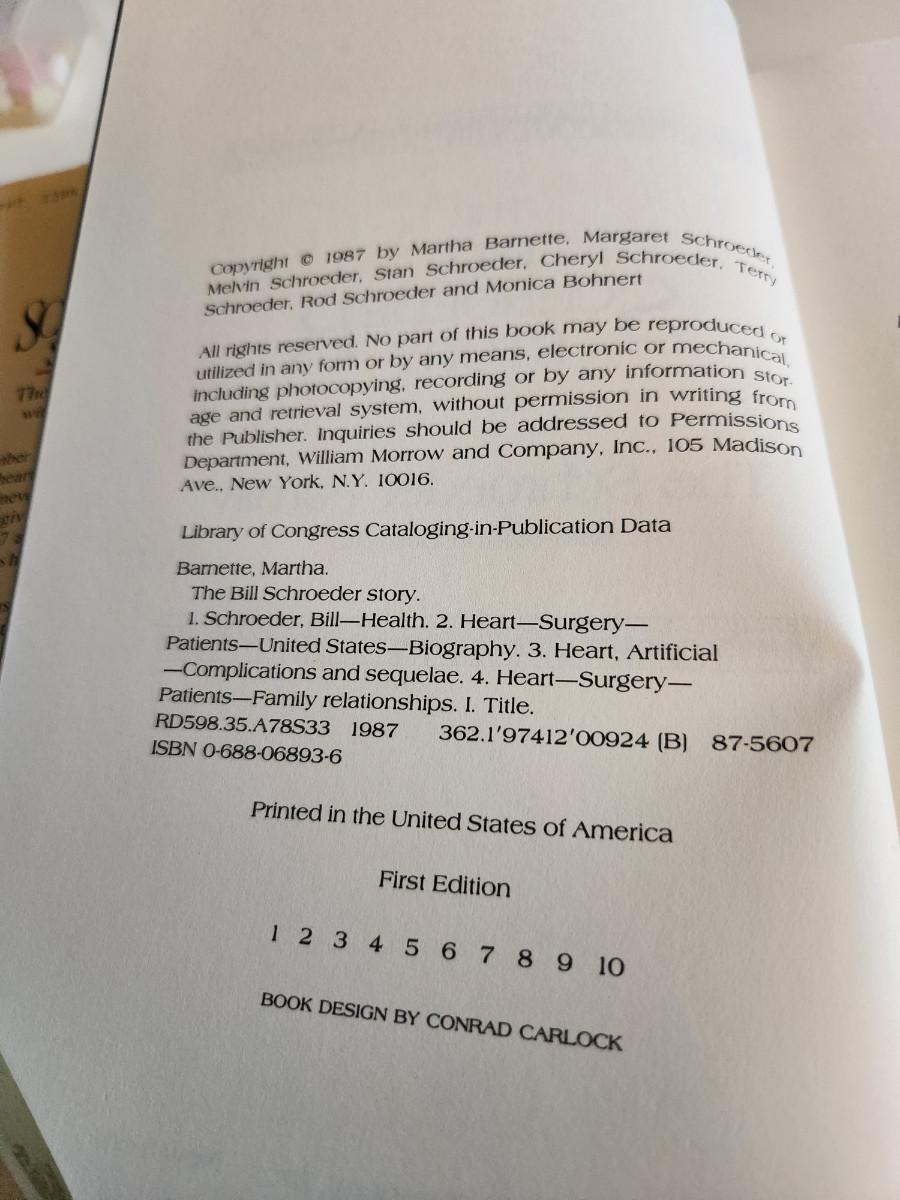 Copyright © 1987 by Martha Barnette, Margaret Schroeder,
Melvin Schroeder, Stan Schroeder, Cheryl Schroeder, Terry
Schroeder, Rod Schroeder and Monica Bohnert
All rights reserved. No part of this book may be reproduced or
utilized in any form or by any means, electronic or mechanical,
including photocopying, recording or by any information stor-
age and retrieval system, without permission in writing from
the Publisher. Inquiries should be addressed to Permissions
Department, William Morrow and Company, Inc., 105 Madison
Ave., New York, N.Y. 10016.
Library of Congress Cataloging-in-Publication Data
Barnette, Martha.
The Bill Schroeder story.
1. Schroeder, Bill—Health. 2. Heart—Surgery—
Patients—United States—Biography. 3. Heart, Artificial
—Complications and sequelae. 4. Heart—Surgery—
Patients—Family relationships. I. Title.
RD598.35.A78S33 1987 362.1'97412'00924 (B) 87-5607
ISBN 0-688-06893-6
Printed in the United States of America
First Edition
1 2 3 4 5 6 7 8 9 10
BOOK DESIGN BY CONRAD CARLOCK
The